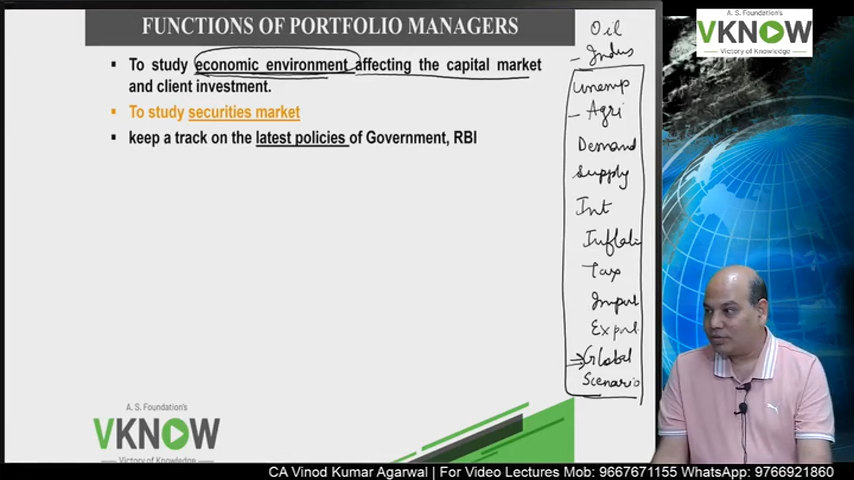 FUNCTIONS OF PORTFOLIO MANAGERS
A. S. Foundation's
VKNOW
Victory of Knowledge
▪ To study economic environment affecting the capital market
and client investment.
▪ To study securities market
▪ keep a track on the latest policies of Government, RBI
Oil
- Indus
Unemp
- Agri
Demand
Supply
Int
Inflati
Tax
Import
Export
Global
Scenario
A. S. Foundation's
VKNOW
Victory of Knowledge
CA Vinod Kumar Agarwal | For Video Lectures Mob: 9667671155 WhatsApp: 9766921860